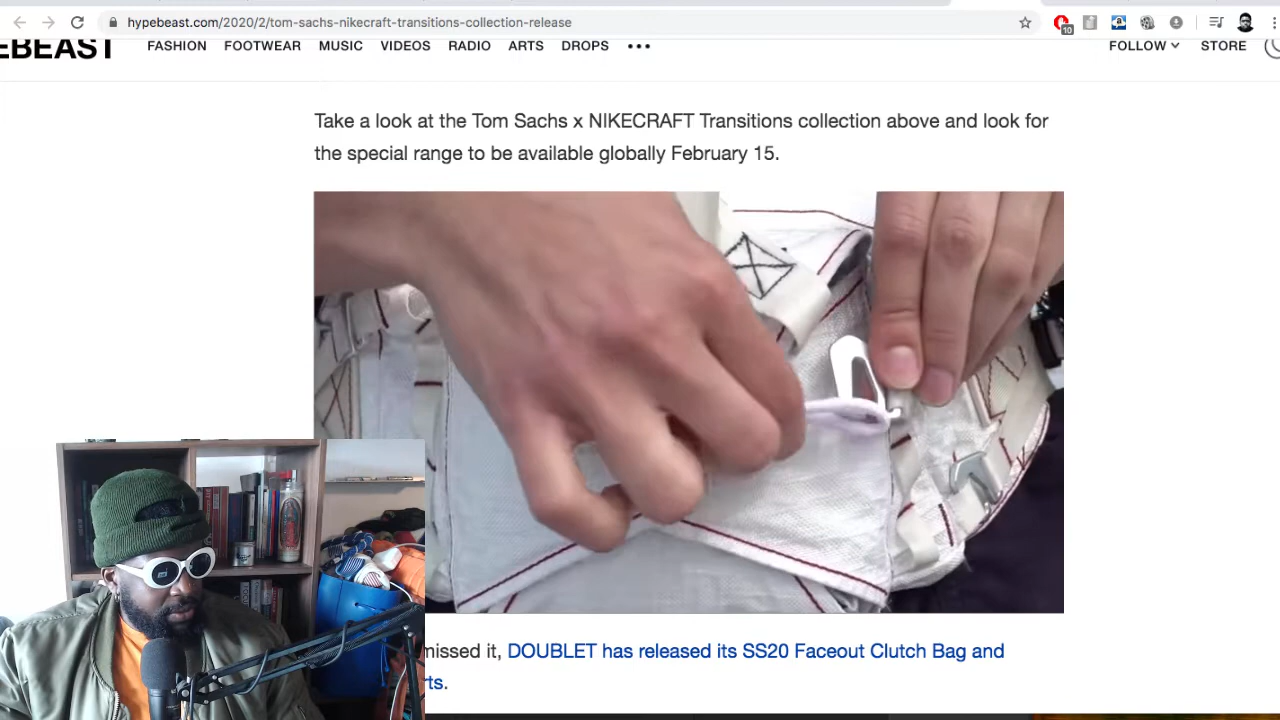 hypebeast.com/2020/2/tom-sachs-nikecraft-transitions-collection-release
10
EBEAST FASHION FOOTWEAR MUSIC VIDEOS RADIO ARTS DROPS ••• FOLLOW STORE
Take a look at the Tom Sachs x NIKECRAFT Transitions collection above and look for
the special range to be available globally February 15.
missed it, DOUBLET has released its SS20 Faceout Clutch Bag and
rts.